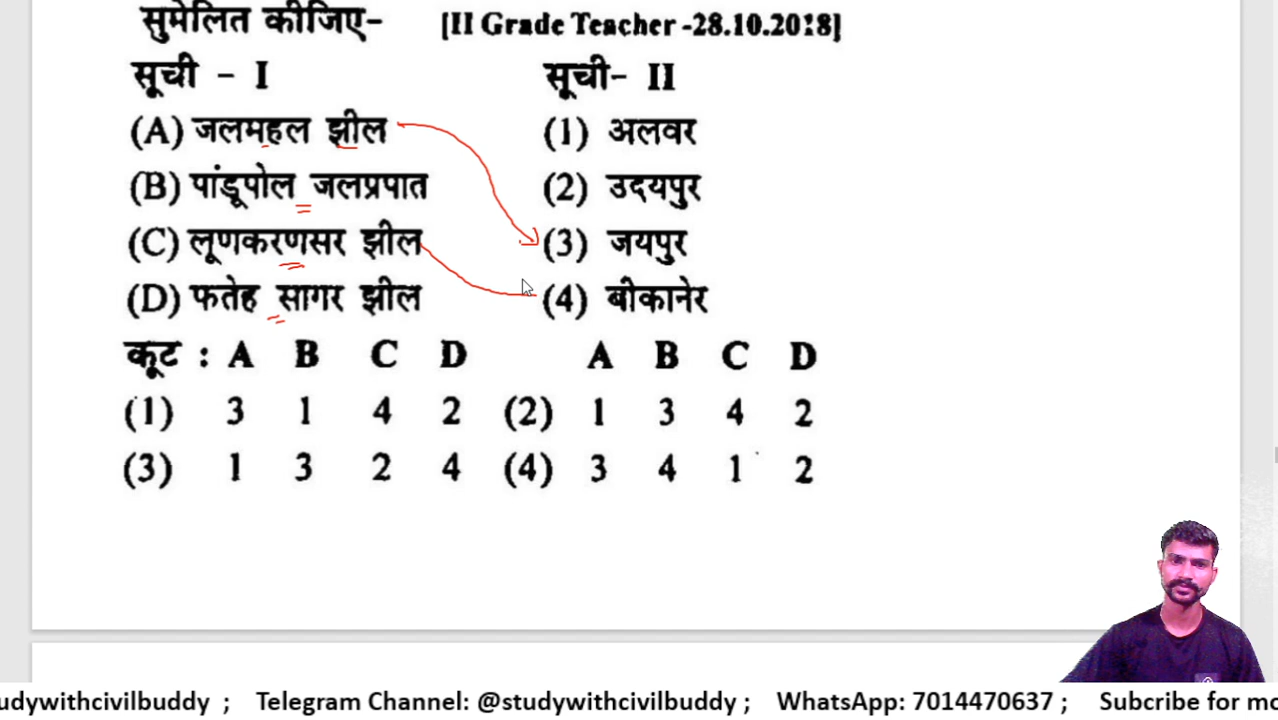 सुमेलित कीजिए- [II Grade Teacher -28.10.2018]
सूची - I सूची- II
(A) जलमहल झील (1) अलवर
(B) पांडूपोल जलप्रपात (2) उदयपुर
(C) लूणकरणसर झील (3) जयपुर
(D) फतेह सागर झील (4) बीकानेर
कूट : A B C D A B C D
(1) 3 1 4 2 (2) 1 3 4 2
(3) 1 3 2 4 (4) 3 4 1 2
udywithcivilbuddy ; Telegram Channel: @studywithcivilbuddy ; WhatsApp: 7014470637 ; Subcribe for mo